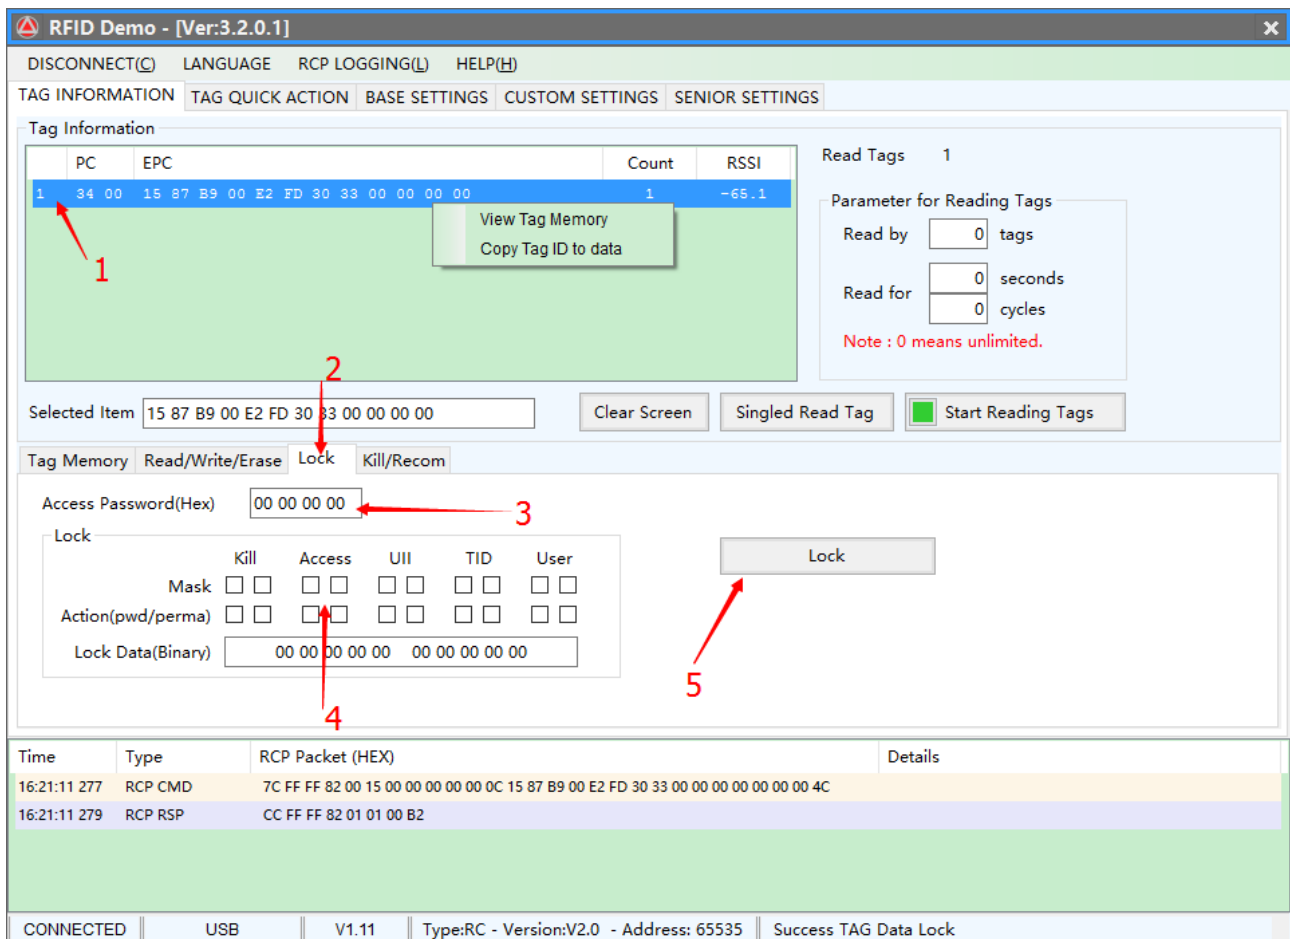 RFID Demo - [Ver:3.2.0.1]
DISCONNECT(C) LANGUAGE RCP LOGGING(L) HELP(H)
TAG INFORMATION TAG QUICK ACTION BASE SETTINGS CUSTOM SETTINGS SENIOR SETTINGS
Tag Information
PC EPC Count RSSI
1 34 00 15 87 B9 00 E2 FD 30 33 00 00 00 00 1 -65.1
View Tag Memory
Copy Tag ID to data
1
Read Tags 1
Parameter for Reading Tags
Read by 0 tags
Read for 0 seconds
0 cycles
Note : 0 means unlimited.
2
Selected Item 15 87 B9 00 E2 FD 30 33 00 00 00 00 Clear Screen Singled Read Tag Start Reading Tags
Tag Memory Read/Write/Erase Lock Kill/Recom
Access Password(Hex) 00 00 00 00
3
Lock
Kill Access UII TID User
Mask
Action(pwd/perma)
Lock Data(Binary) 00 00 00 00 00 00 00 00 00 00
4
Lock
5
Time Type RCP Packet (HEX) Details
16:21:11 277 RCP CMD 7C FF FF 82 00 15 00 00 00 00 00 0C 15 87 B9 00 E2 FD 30 33 00 00 00 00 00 00 00 4C
16:21:11 279 RCP RSP CC FF FF 82 01 01 00 B2
CONNECTED USB V1.11 Type:RC - Version:V2.0 - Address: 65535 Success TAG Data Lock